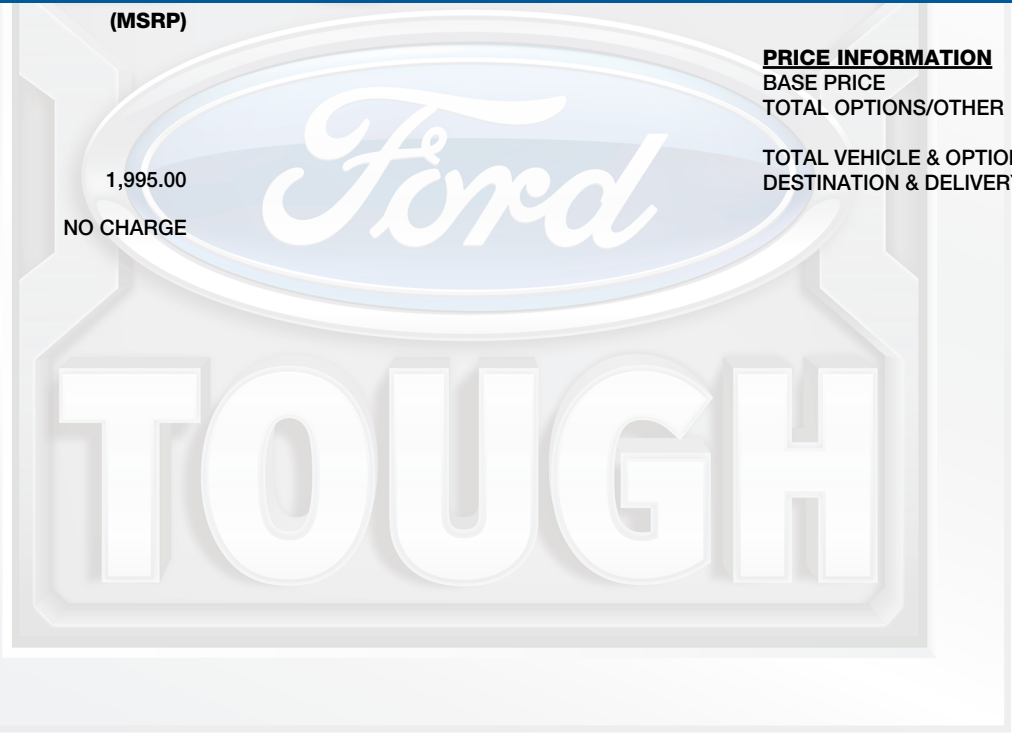 (MSRP)
1,995.00
NO CHARGE
PRICE INFORMATION
BASE PRICE
TOTAL OPTIONS/OTHER
TOTAL VEHICLE & OPTION
DESTINATION & DELIVERY
Ford
TOUGH